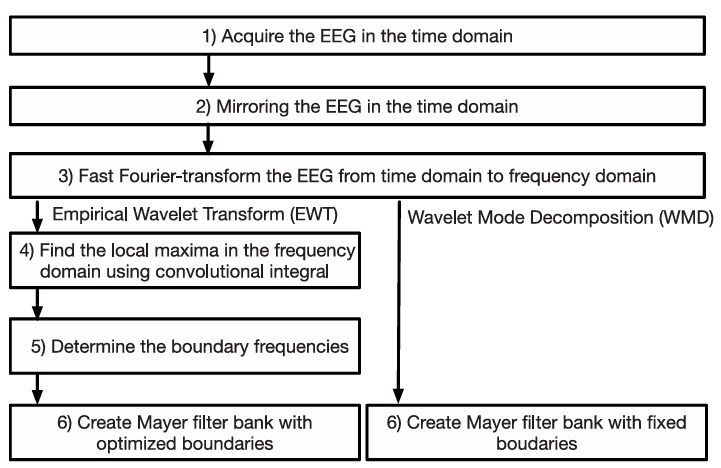 1) Acquire the EEG in the time domain
2) Mirroring the EEG in the time domain
3) Fast Fourier-transform the EEG from time domain to frequency domain
Empirical Wavelet Transform (EWT)
Wavelet Mode Decomposition (WMD)
4) Find the local maxima in the frequency
domain using convolutional integral
5) Determine the boundary frequencies
6) Create Mayer filter bank with
optimized boundaries
6) Create Mayer filter bank with fixed
boudaries